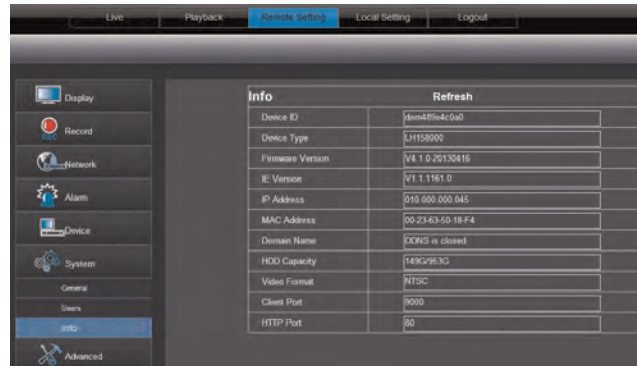 Live Playback Remote Setting Local Setting Logout
Display
Record
REC
Network
Alarm
Device
System
General
Users
Info
Advanced
Info Refresh
Device ID
Device Type LH158000
Firmware Version V4.1.0-20130416
IE Version V1.1.1161.0
IP Address 010.000.000.045
MAC Address 00-23-63-50-18-F4
Domain Name DDNS is closed
HDD Capacity 149G/953G
Video Format NTSC
Client Port 9000
HTTP Port 80